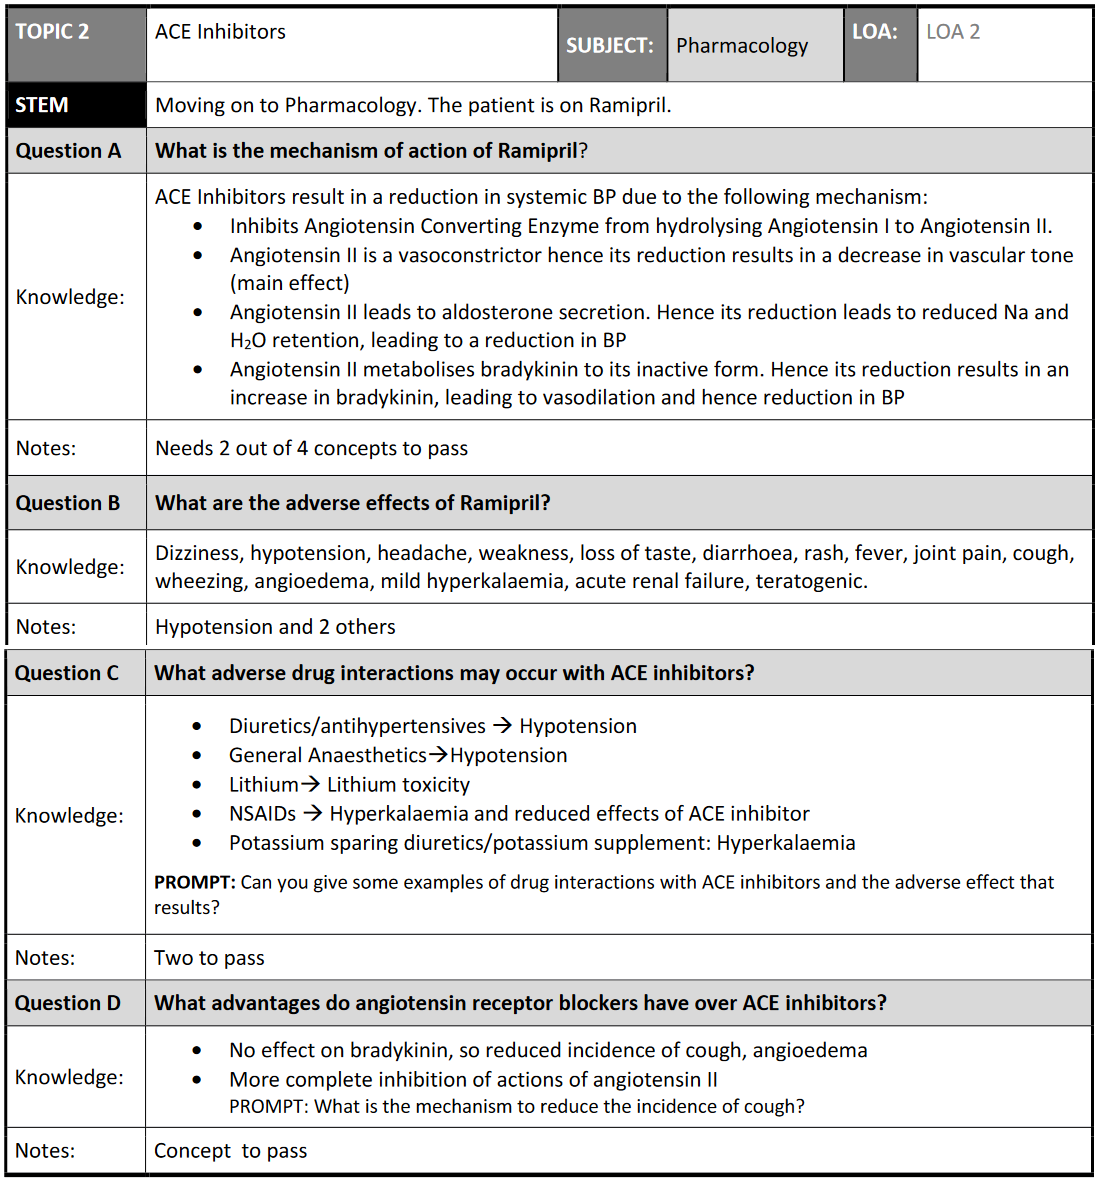 TOPIC 2 ACE Inhibitors SUBJECT: Pharmacology LOA: LOA 2
STEM Moving on to Pharmacology. The patient is on Ramipril.
Question A What is the mechanism of action of Ramipril?
Knowledge:
ACE Inhibitors result in a reduction in systemic BP due to the following mechanism:
• Inhibits Angiotensin Converting Enzyme from hydrolysing Angiotensin I to Angiotensin II.
• Angiotensin II is a vasoconstrictor hence its reduction results in a decrease in vascular tone
(main effect)
• Angiotensin II leads to aldosterone secretion. Hence its reduction leads to reduced Na and
H₂O retention, leading to a reduction in BP
• Angiotensin II metabolises bradykinin to its inactive form. Hence its reduction results in an
increase in bradykinin, leading to vasodilation and hence reduction in BP
Notes: Needs 2 out of 4 concepts to pass
Question B What are the adverse effects of Ramipril?
Knowledge:
Dizziness, hypotension, headache, weakness, loss of taste, diarrhoea, rash, fever, joint pain, cough,
wheezing, angioedema, mild hyperkalaemia, acute renal failure, teratogenic.
Notes: Hypotension and 2 others
Question C What adverse drug interactions may occur with ACE inhibitors?
Knowledge:
• Diuretics/antihypertensives → Hypotension
• General Anaesthetics→Hypotension
• Lithium→ Lithium toxicity
• NSAIDs → Hyperkalaemia and reduced effects of ACE inhibitor
• Potassium sparing diuretics/potassium supplement: Hyperkalaemia
PROMPT: Can you give some examples of drug interactions with ACE inhibitors and the adverse effect that
results?
Notes: Two to pass
Question D What advantages do angiotensin receptor blockers have over ACE inhibitors?
Knowledge:
• No effect on bradykinin, so reduced incidence of cough, angioedema
• More complete inhibition of actions of angiotensin II
PROMPT: What is the mechanism to reduce the incidence of cough?
Notes: Concept  to pass